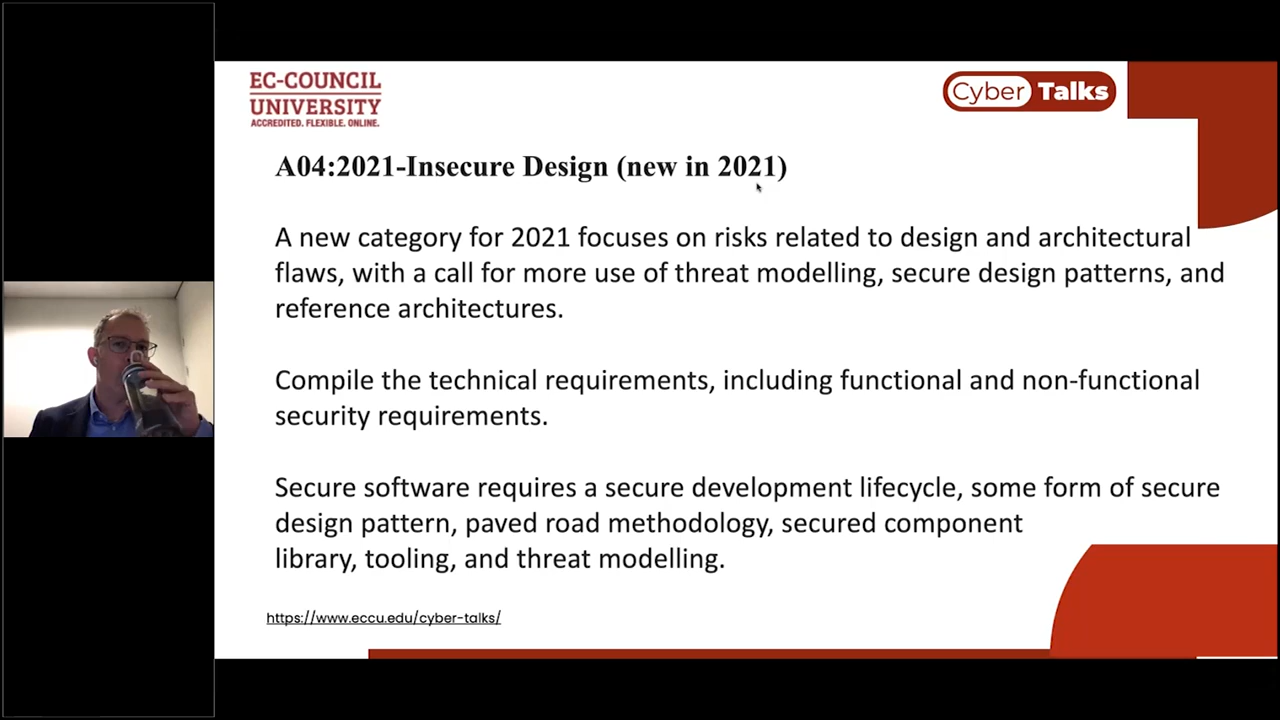 EC-COUNCIL
UNIVERSITY
ACCREDITED. FLEXIBLE. ONLINE.
Cyber Talks
A04:2021-Insecure Design (new in 2021)
A new category for 2021 focuses on risks related to design and architectural
flaws, with a call for more use of threat modelling, secure design patterns, and
reference architectures.
Compile the technical requirements, including functional and non-functional
security requirements.
Secure software requires a secure development lifecycle, some form of secure
design pattern, paved road methodology, secured component
library, tooling, and threat modelling.
https://www.eccu.edu/cyber-talks/